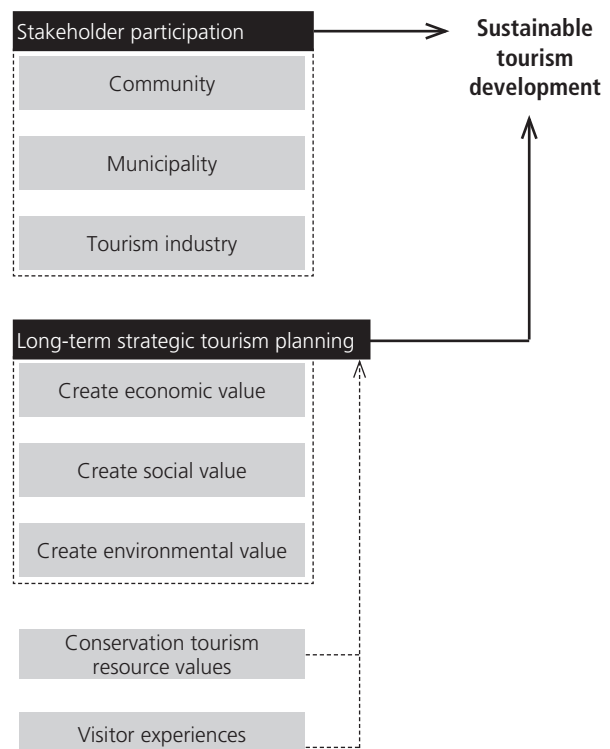 Stakeholder participation
Sustainable
tourism
development
Community
Municipality
Tourism industry
Long-term strategic tourism planning
Create economic value
Create social value
Create environmental value
Conservation tourism
resource values
Visitor experiences